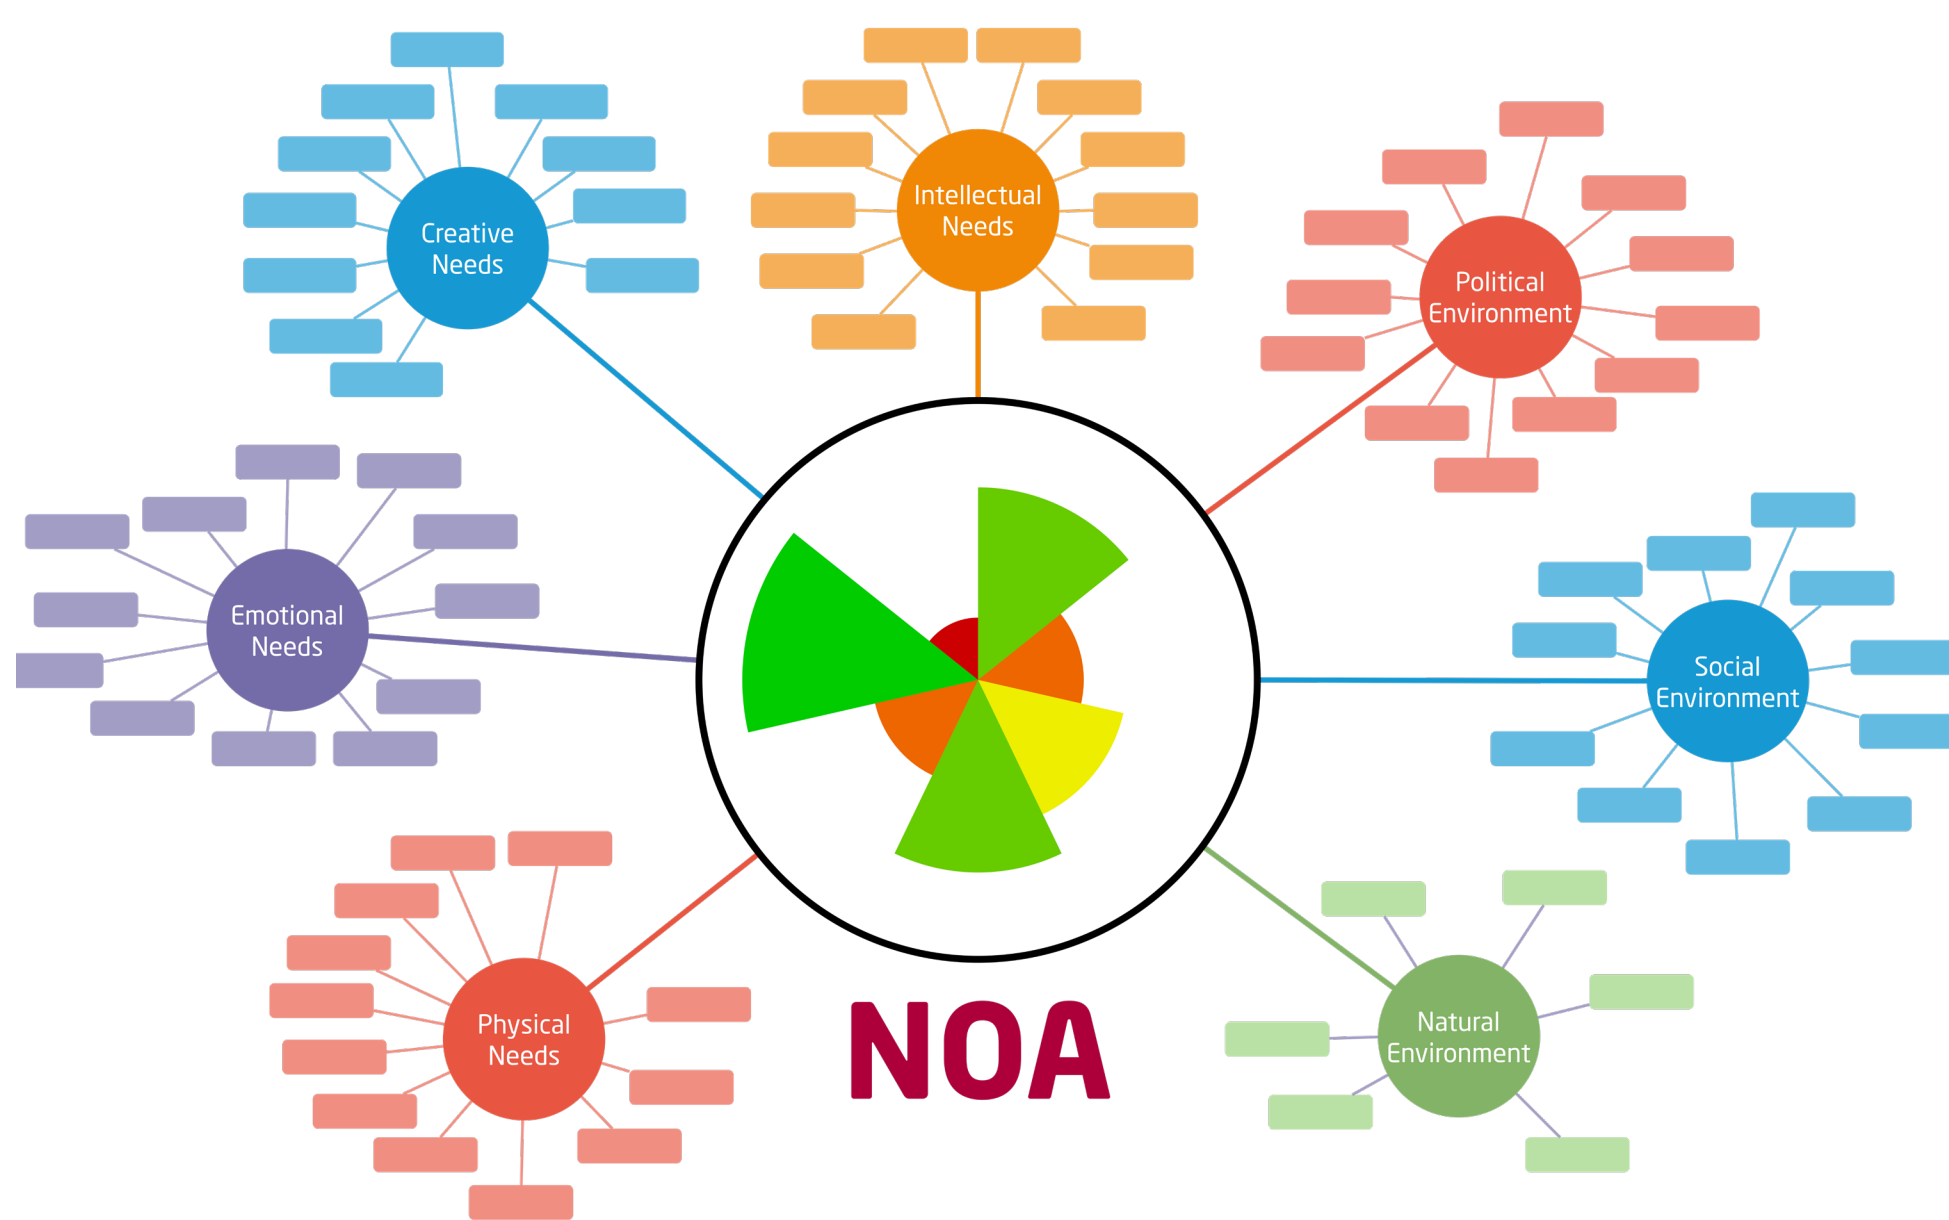 Creative
Needs
Intellectual
Needs
Political
Environment
Emotional
Needs
Social
Environment
Physical
Needs
NOA
Natural
Environment